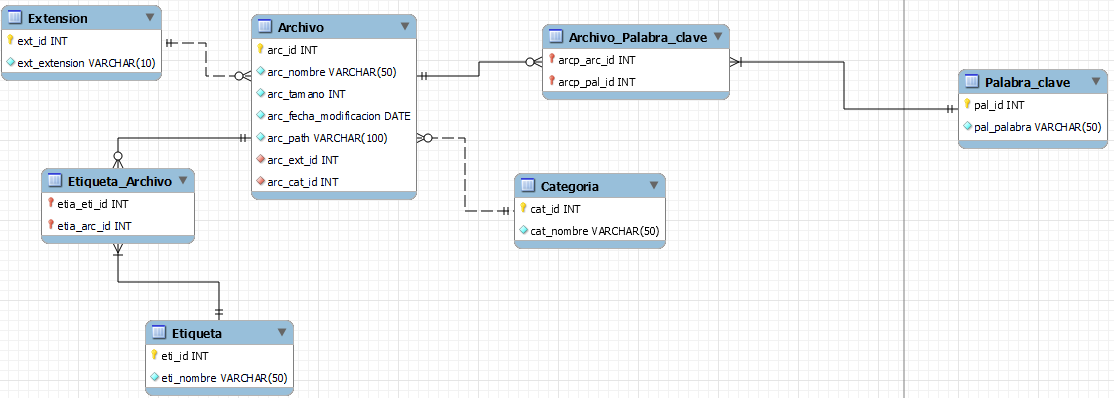 Extension
ext_id INT
ext_extension VARCHAR(10)
Archivo
arc_id INT
arc_nombre VARCHAR(50)
arc_tamano INT
arc_fecha_modificacion DATE
arc_path VARCHAR(100)
arc_ext_id INT
arc_cat_id INT
Archivo_Palabra_clave
arcp_arc_id INT
arcp_pal_id INT
Palabra_clave
pal_id INT
pal_palabra VARCHAR(50)
Etiqueta_Archivo
etia_eti_id INT
etia_arc_id INT
Categoria
cat_id INT
cat_nombre VARCHAR(50)
Etiqueta
eti_id INT
eti_nombre VARCHAR(50)